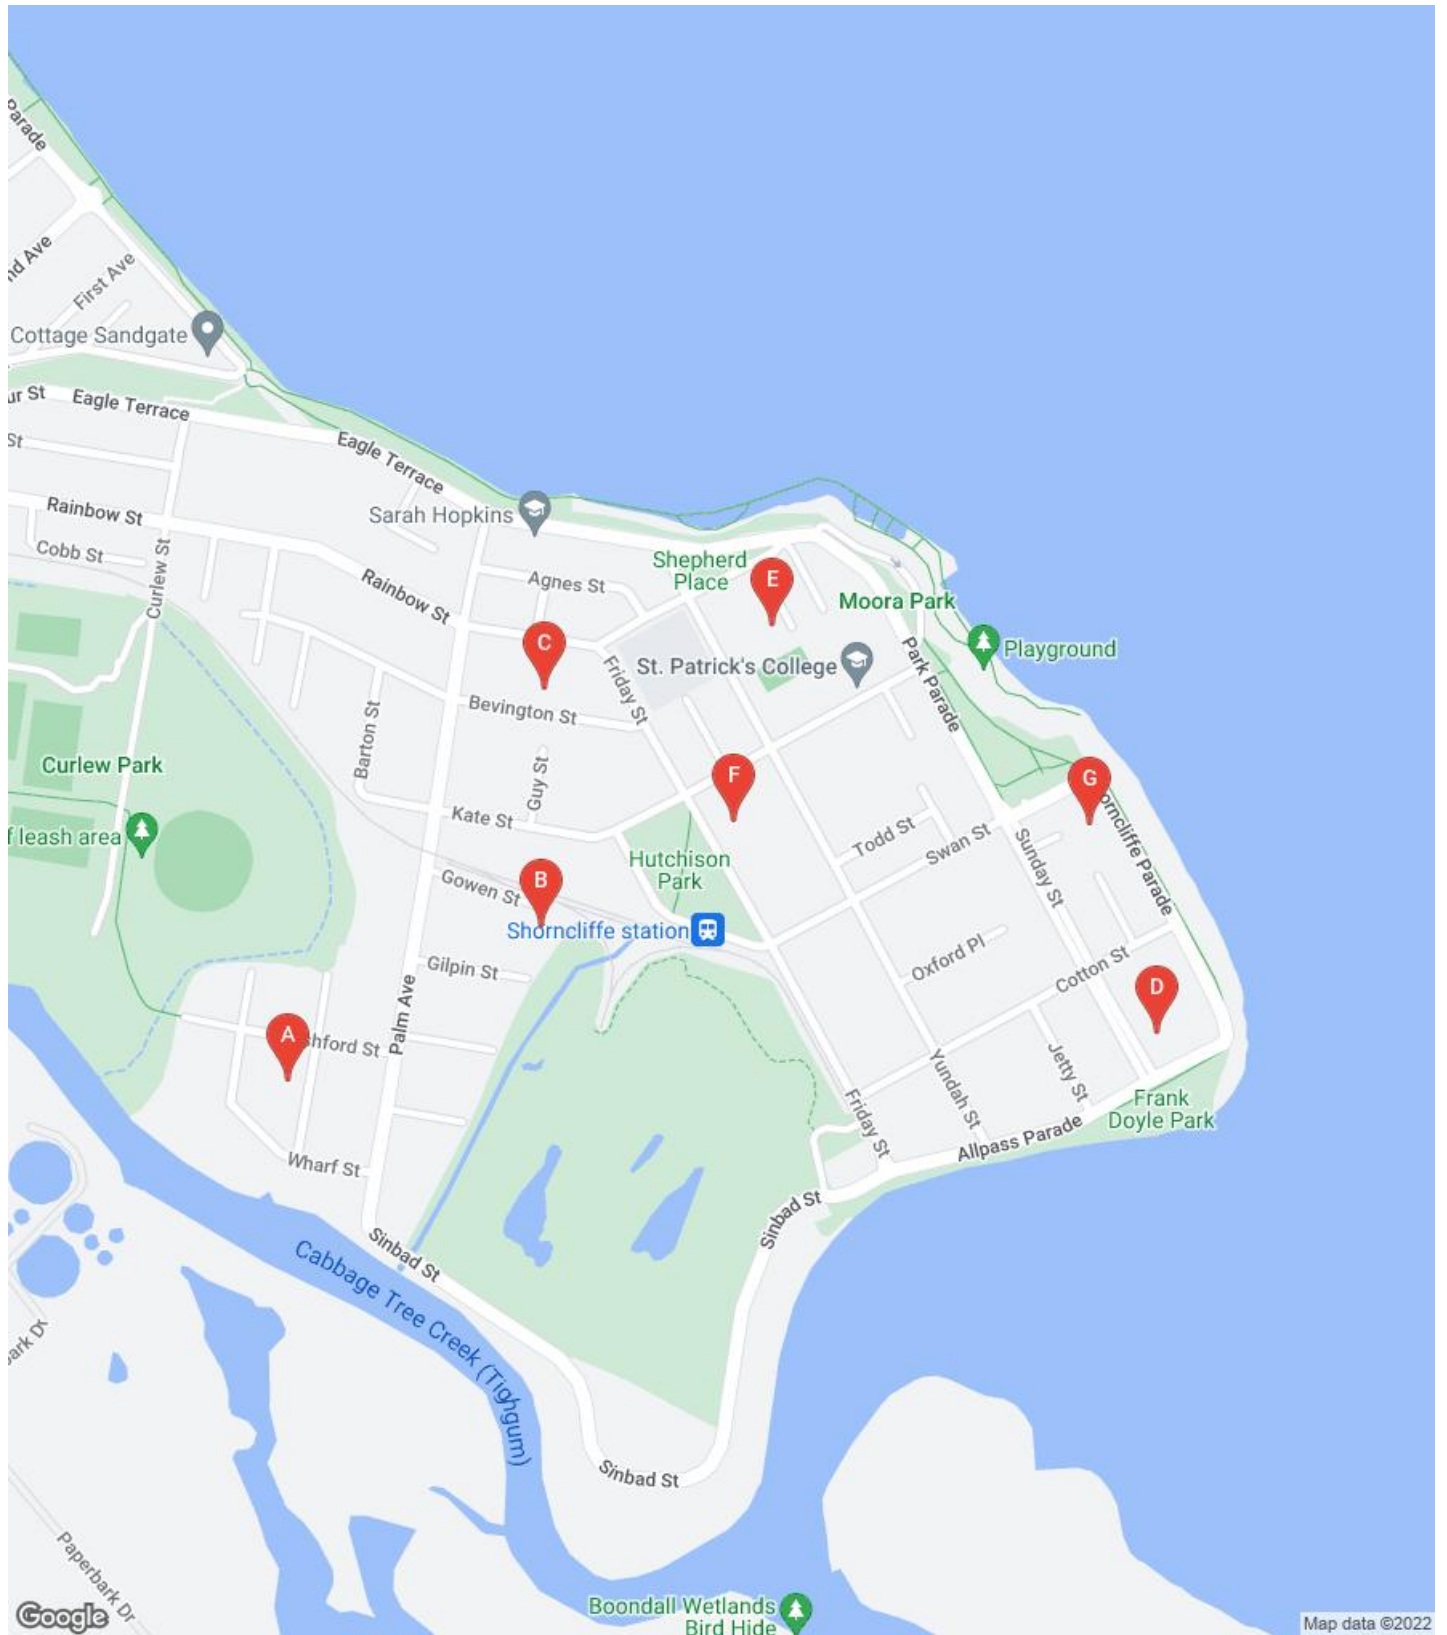 Parade
nd Ave
First Ave
Cottage Sandgate
ur St
Eagle Terrace
St
Eagle Terrace
Rainbow St
Sarah Hopkins
Cobb St
Curlew St
Rainbow St
Agnes St
Shepherd
Place
E
Moora Park
C
Playground
St. Patrick's College
Park Parade
Friday St
Bevington St
Barton St
Curlew Park
Guy St
F
G
orncliffe Parade
Kate St
f leash area
Todd St
Swan St
Sunday St
Hutchison
Park
Gowen St
B
Shorncliffe station
Oxford Pl
Cotton St
Gilpin St
Palm Ave
D
A
hford St
Yundah St
Jetty St
Friday St
Frank
Doyle Park
Allpass Parade
Wharf St
Sinbad St
Sinbad St
Cabbage Tree Creek (Tighgum)
ark Dr
Sinbad St
Paperbark Dr
Boondall Wetlands
Bird Hide
Google
Map data ©2022